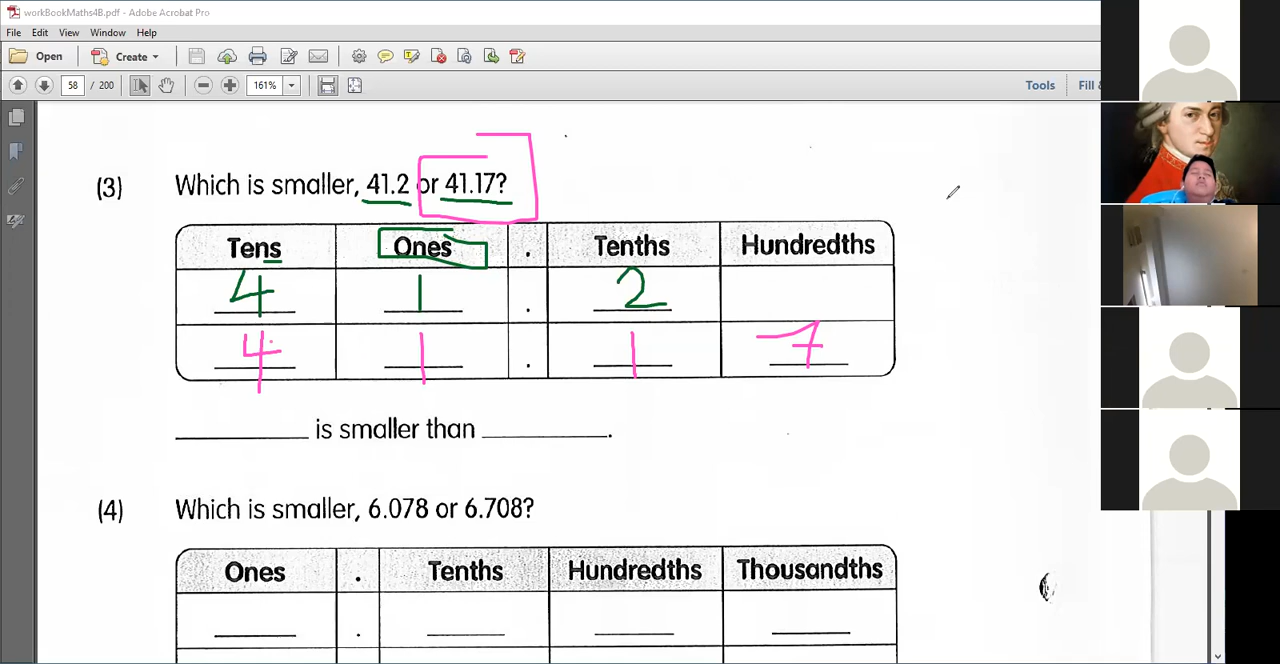 workBookMaths4B.pdf - Adobe Acrobat Pro
File Edit View Window Help
Open Create
58 / 200 161% Tools Fill &
(3) Which is smaller, 41.2 or 41.17?
Tens Ones . Tenths Hundredths
4 1 . 2
4 1 . 1 7
is smaller than .
(4) Which is smaller, 6.078 or 6.708?
Ones . Tenths Hundredths Thousandths
.